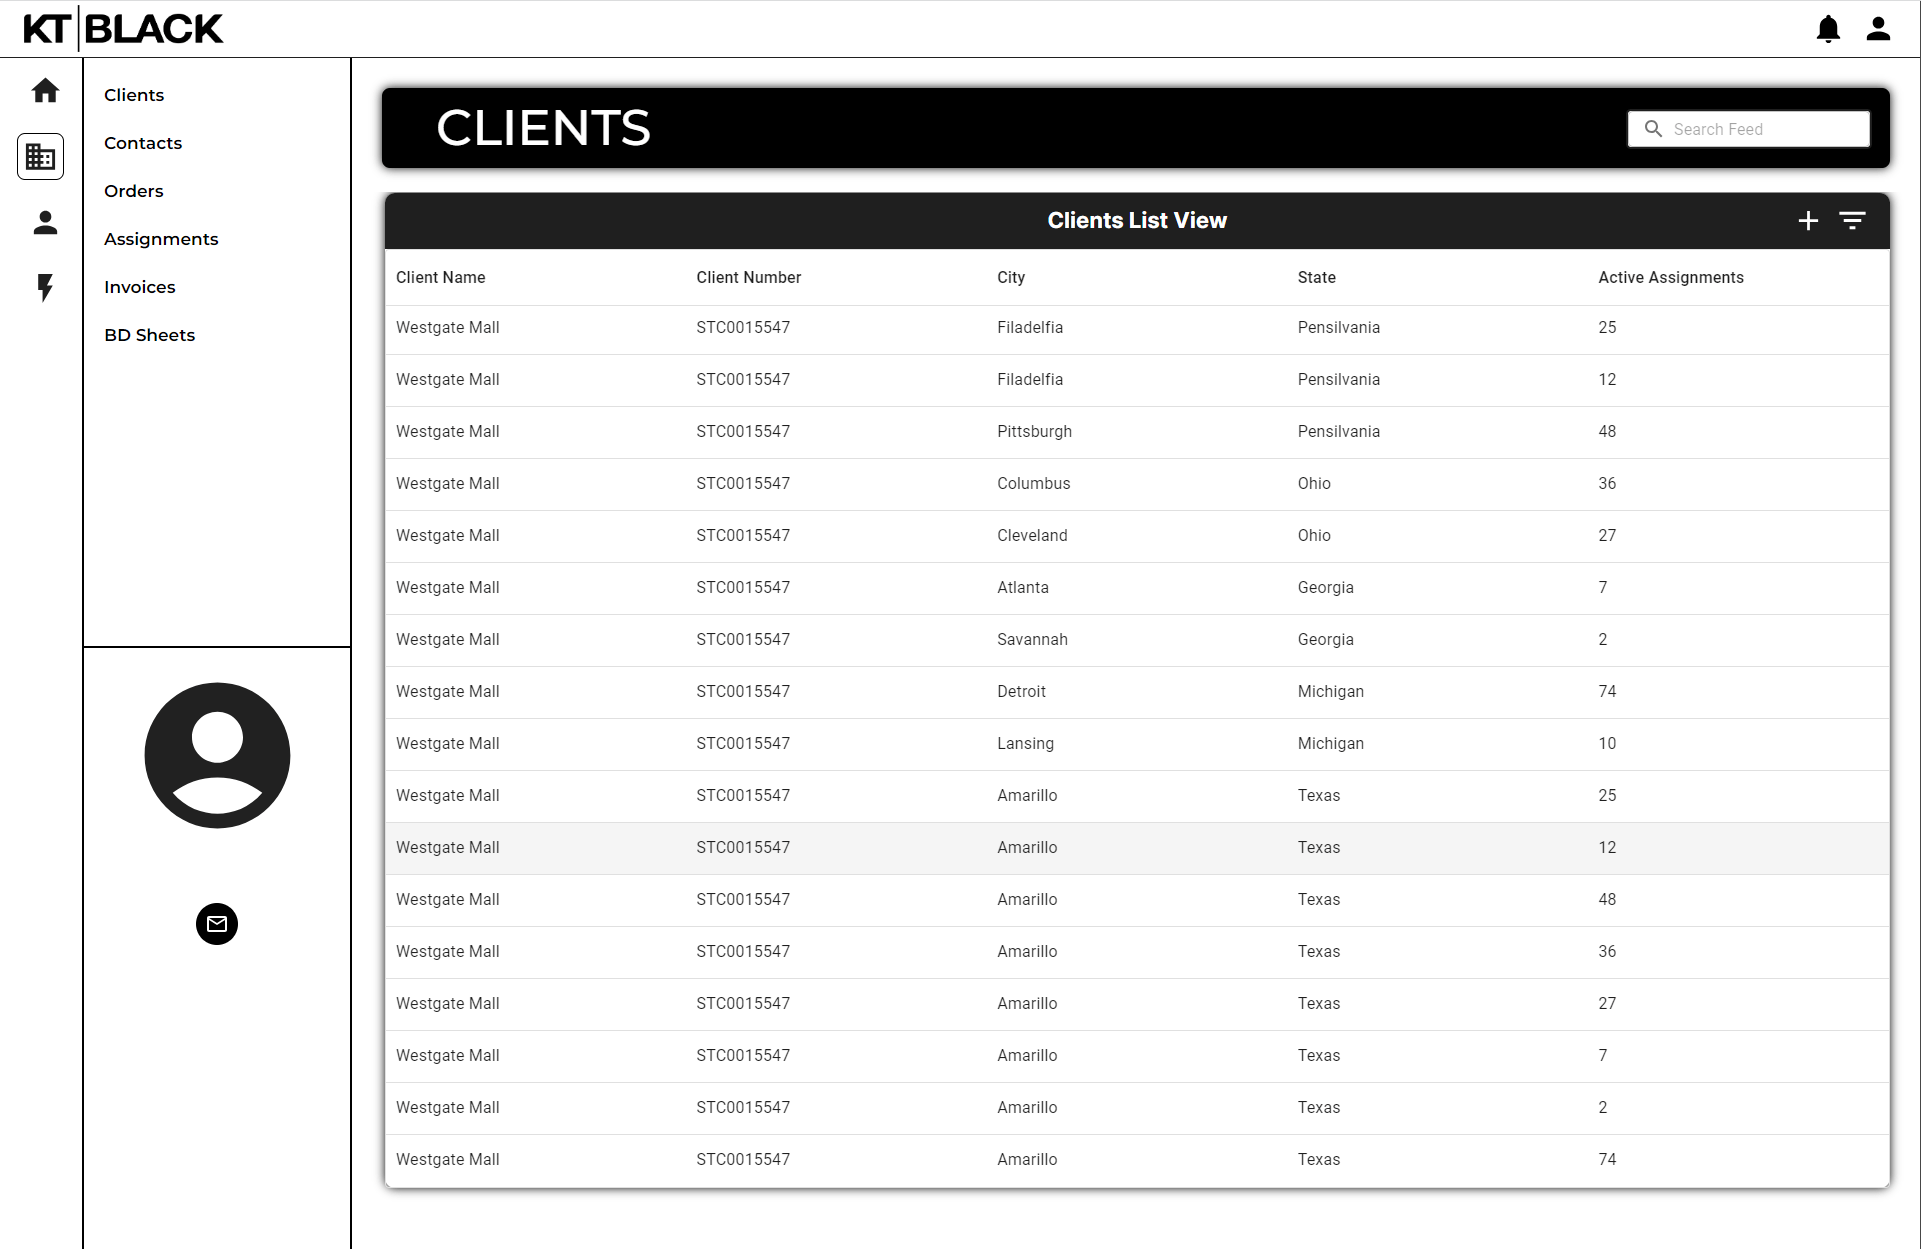 KT|BLACK
Clients
Contacts
Orders
Assignments
Invoices
BD Sheets
CLIENTS
Search Feed
Clients List View
Client Name Client Number City State Active Assignments
Westgate Mall STC0015547 Filadelfia Pensilvania 25
Westgate Mall STC0015547 Filadelfia Pensilvania 12
Westgate Mall STC0015547 Pittsburgh Pensilvania 48
Westgate Mall STC0015547 Columbus Ohio 36
Westgate Mall STC0015547 Cleveland Ohio 27
Westgate Mall STC0015547 Atlanta Georgia 7
Westgate Mall STC0015547 Savannah Georgia 2
Westgate Mall STC0015547 Detroit Michigan 74
Westgate Mall STC0015547 Lansing Michigan 10
Westgate Mall STC0015547 Amarillo Texas 25
Westgate Mall STC0015547 Amarillo Texas 12
Westgate Mall STC0015547 Amarillo Texas 48
Westgate Mall STC0015547 Amarillo Texas 36
Westgate Mall STC0015547 Amarillo Texas 27
Westgate Mall STC0015547 Amarillo Texas 7
Westgate Mall STC0015547 Amarillo Texas 2
Westgate Mall STC0015547 Amarillo Texas 74